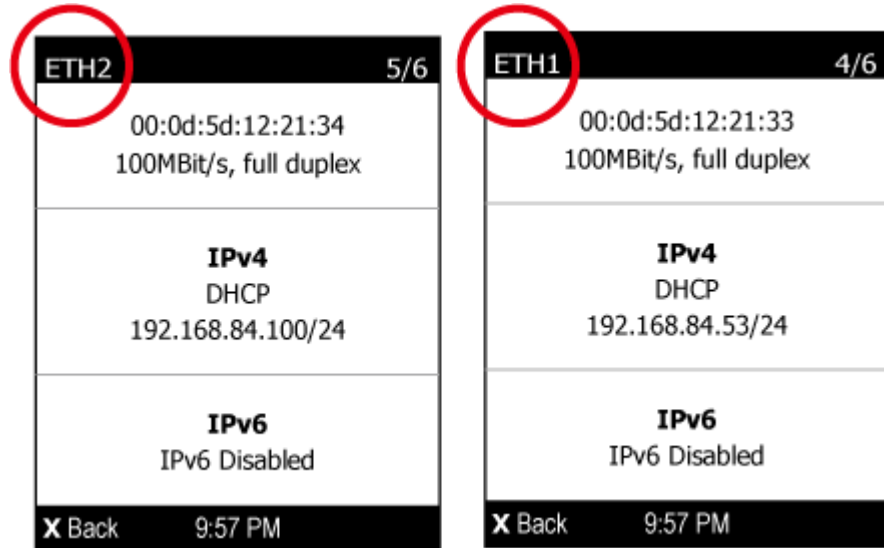 ETH2 5/6
00:0d:5d:12:21:34
100MBit/s, full duplex
IPv4
DHCP
192.168.84.100/24
IPv6
IPv6 Disabled
X Back 9:57 PM
ETH1 4/6
00:0d:5d:12:21:33
100MBit/s, full duplex
IPv4
DHCP
192.168.84.53/24
IPv6
IPv6 Disabled
X Back 9:57 PM